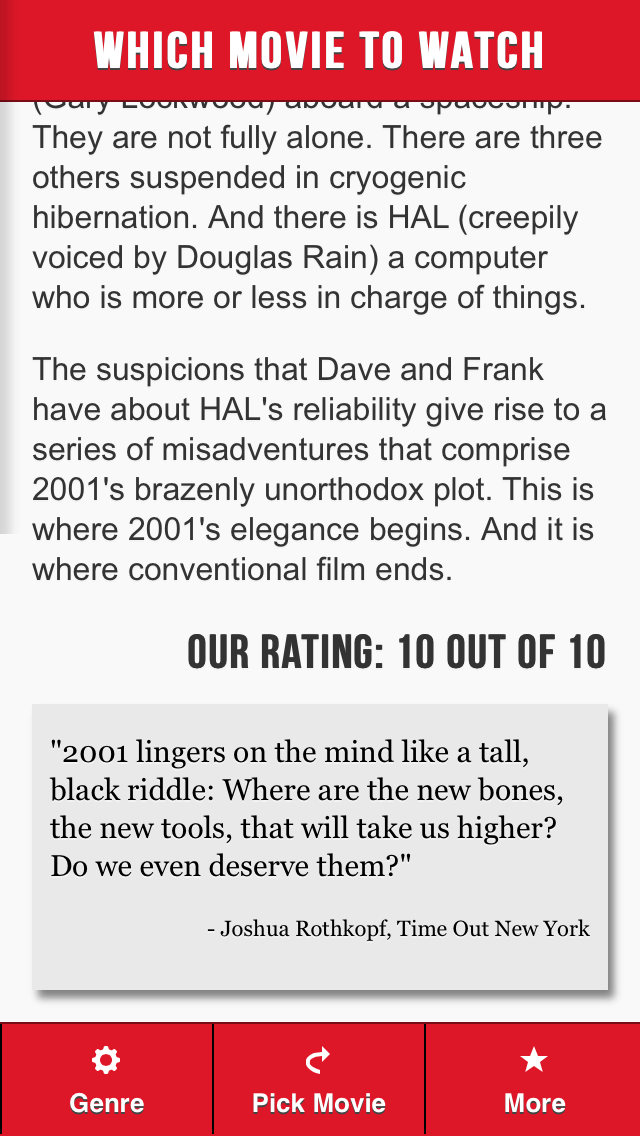 WHICH MOVIE TO WATCH
(Gary Lockwood) aboard a spaceship.
They are not fully alone. There are three
others suspended in cryogenic
hibernation. And there is HAL (creepily
voiced by Douglas Rain) a computer
who is more or less in charge of things.
The suspicions that Dave and Frank
have about HAL's reliability give rise to a
series of misadventures that comprise
2001's brazenly unorthodox plot. This is
where 2001's elegance begins. And it is
where conventional film ends.
OUR RATING: 10 OUT OF 10
"2001 lingers on the mind like a tall,
black riddle: Where are the new bones,
the new tools, that will take us higher?
Do we even deserve them?"
- Joshua Rothkopf, Time Out New York
Genre
Pick Movie
More